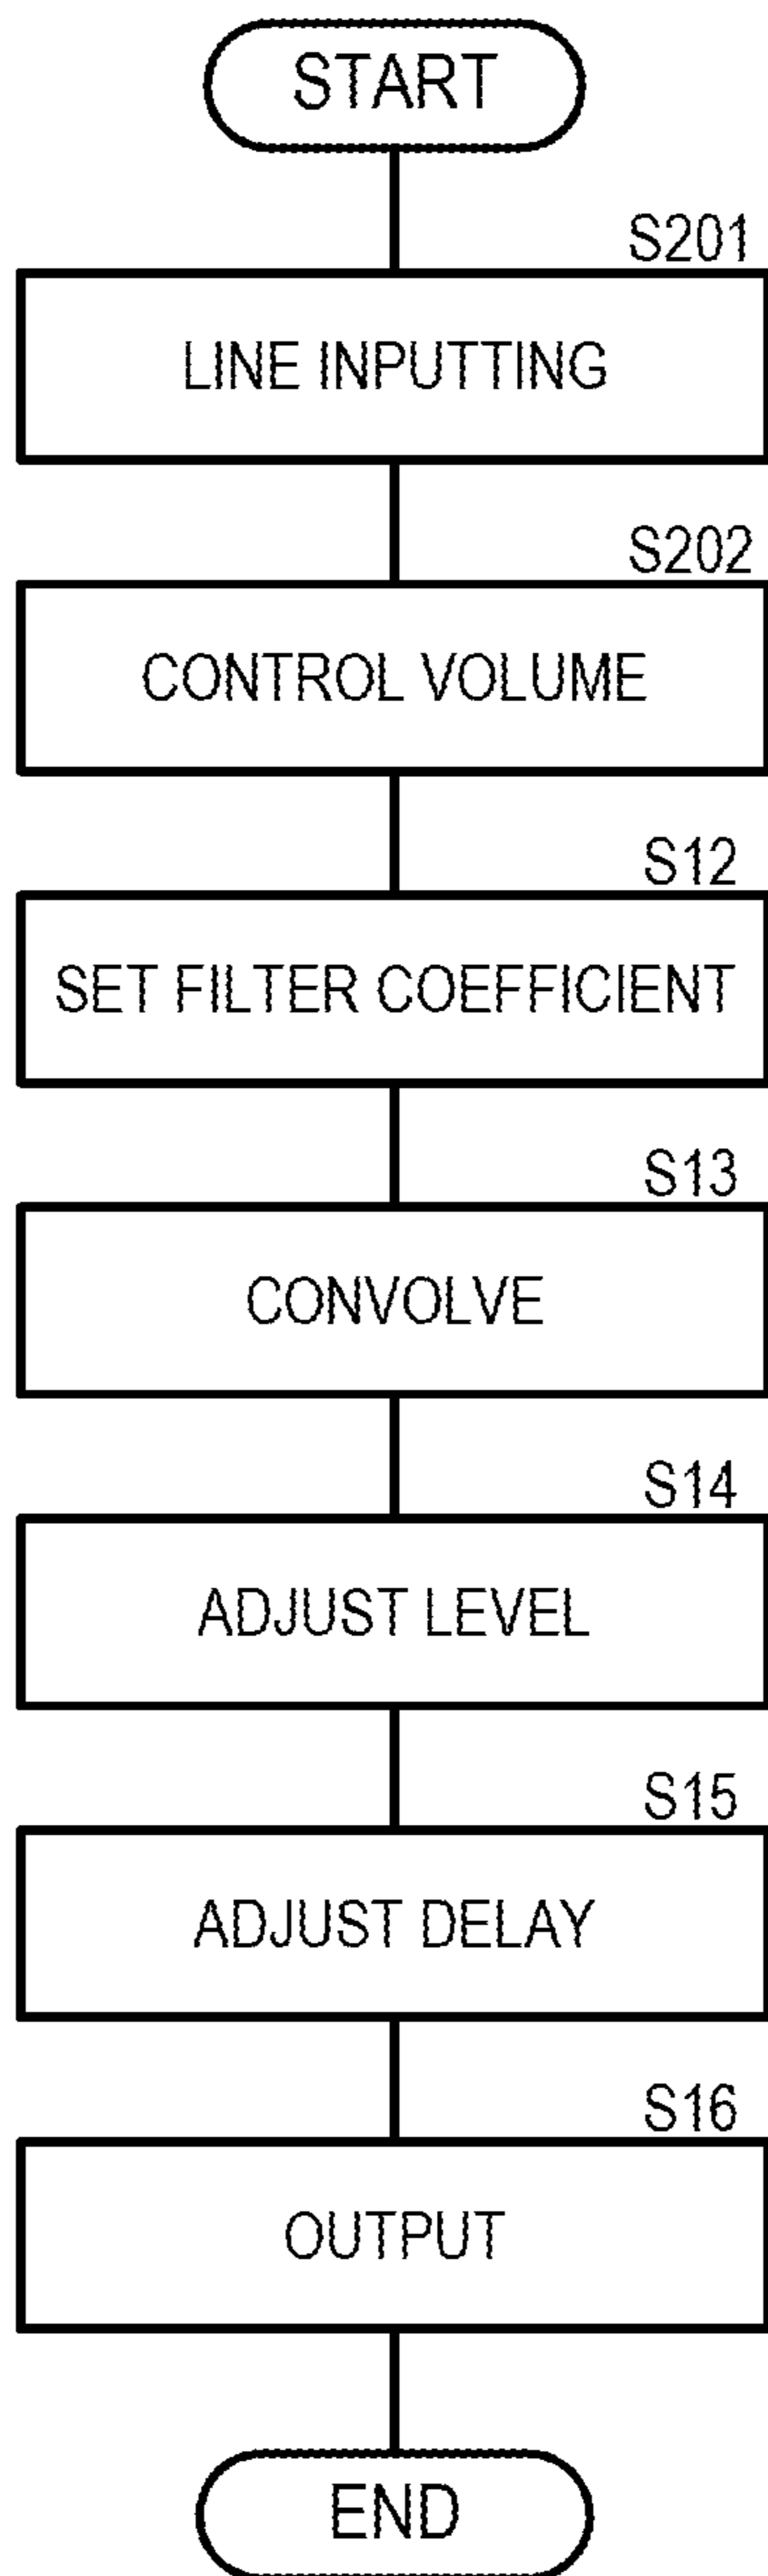 START
S201
LINE INPUTTING
S202
CONTROL VOLUME
S12
SET FILTER COEFFICIENT
S13
CONVOLVE
S14
ADJUST LEVEL
S15
ADJUST DELAY
S16
OUTPUT
END